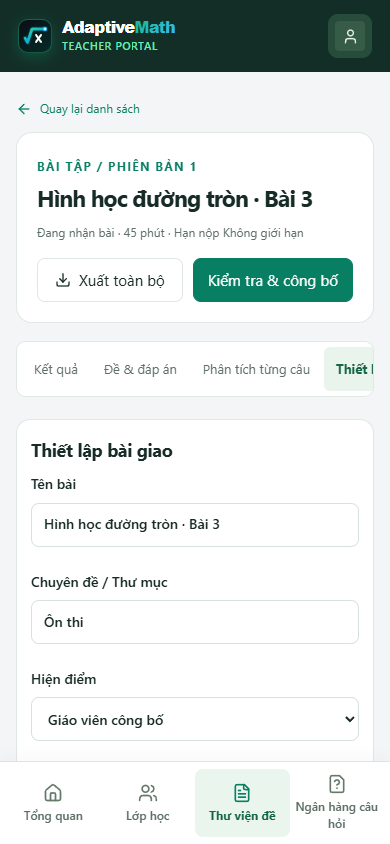 AdaptiveMath
TEACHER PORTAL
Quay lại danh sách
BÀI TẬP / PHIÊN BẢN 1
Hình học đường tròn · Bài 3
Đang nhận bài · 45 phút · Hạn nộp Không giới hạn
Xuất toàn bộ
Kiểm tra & công bố
Kết quả
Đề & đáp án
Phân tích từng câu
Thiết
Thiết lập bài giao
Tên bài
Hình học đường tròn · Bài 3
Chuyên đề / Thư mục
Ôn thi
Hiện điểm
Giáo viên công bố
Tổng quan
Lớp học
Thư viện đề
Ngân hàng câu
hỏi